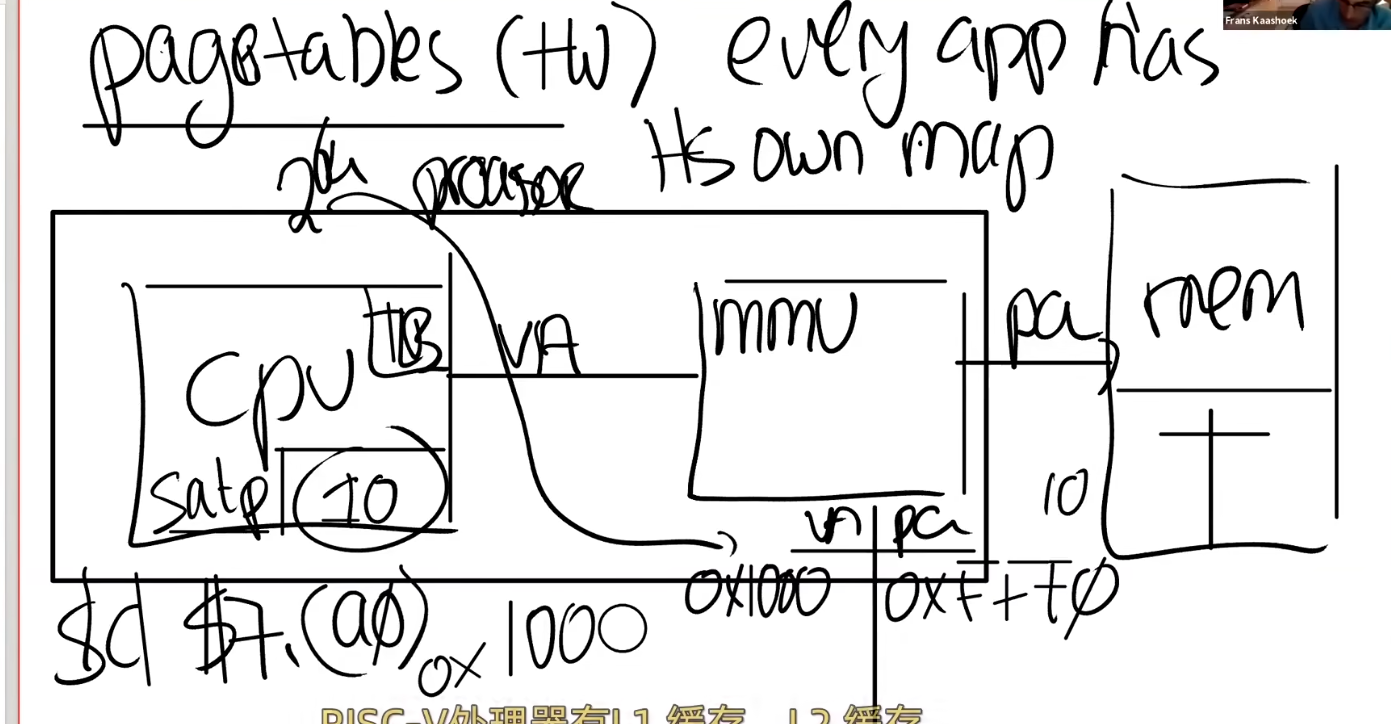 Frans Kaashoek
pagetables (HW) every app has
its own map
CPU
TLB
VA
MMU
pa
mem
satp 10
10
va pa
0x1000 0xFFF0
sd $7, (a0) 0x1000
RISC-V处理器有L1 缓存，L2 缓存